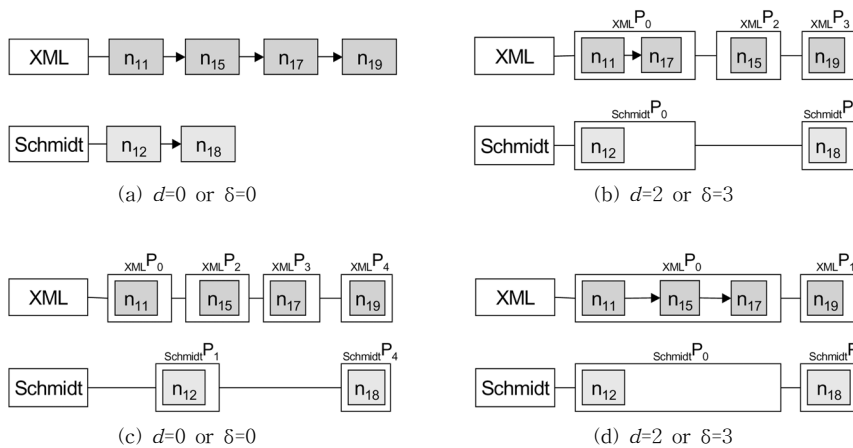 XML n11 n15 n17 n19
Schmidt n12 n18
(a) d=0 or δ=0
XMLP0 XMLP2 XMLP3
XML n11 n17 n15 n19
SchmidtP0 SchmidtP
Schmidt n12 n18
(b) d=2 or δ=3
XMLP0 XMLP2 XMLP3 XMLP4
XML n11 n15 n17 n19
SchmidtP1 SchmidtP4
Schmidt n12 n18
(c) d=0 or δ=0
XMLP0 XMLP1
XML n11 n15 n17 n19
SchmidtP0 SchmidtP
Schmidt n12 n18
(d) d=2 or δ=3